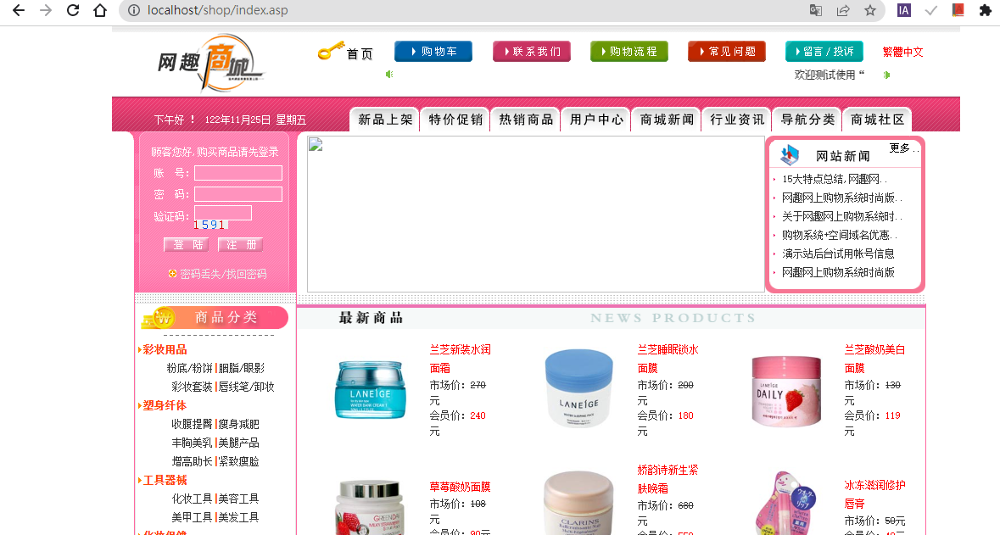 localhost/shop/index.asp
IA
网趣商城
首页
购物车
联系我们
购物流程
常见问题
留言/投诉
繁體中文
欢迎测试使用“
下午好 ！ 122年11月25日 星期五
新品上架 特价促销 热销商品 用户中心 商城新闻 行业资讯 导航分类 商城社区
顾客您好,购买商品请先登录
账 号：
密 码：
验证码：
1591
登 陆
注 册
密码丢失/找回密码
网站新闻
更多..
15大特点总结,网趣网..
网趣网上购物系统时尚版..
关于网趣网上购物系统时..
购物系统+空间域名优惠..
演示站后台试用帐号信息
网趣网上购物系统时尚版
商品分类
彩妆用品
粉底/粉饼|胭脂/眼影
彩妆套装|唇线笔/卸妆
塑身纤体
收腹提臀|瘦身减肥
丰胸美乳|美腿产品
增高助长|紧致瘦脸
工具器械
化妆工具|美容工具
美甲工具|美发工具
最新商品
NEWS PRODUCTS
LANEIGE
兰芝新装水润
面霜
市场价：270
元
会员价：240
元
LANEIGE
兰芝睡眠锁水
面膜
市场价：200
元
会员价：180
元
LANEIGE
DAILY
兰芝酸奶美白
面膜
市场价：130
元
会员价：119
元
草莓酸奶面膜
市场价：108
元
CLARINS
娇韵诗新生紧
肤晚霜
市场价：680
元
ウォーター
リップ
冰冻滋润修护
唇膏
市场价：50元